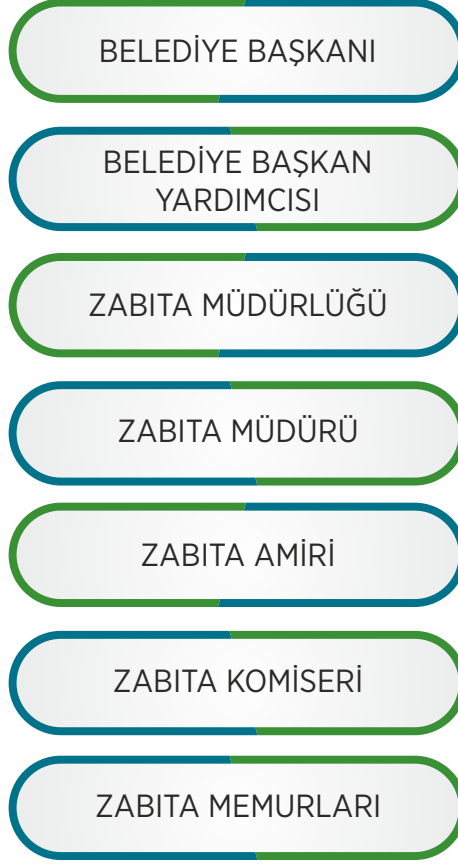 BELEDİYE BAŞKANI
BELEDİYE BAŞKAN
YARDIMCISI
ZABITA MÜDÜRLÜĞÜ
ZABITA MÜDÜRÜ
ZABITA AMİRİ
ZABITA KOMİSERİ
ZABITA MEMURLARI